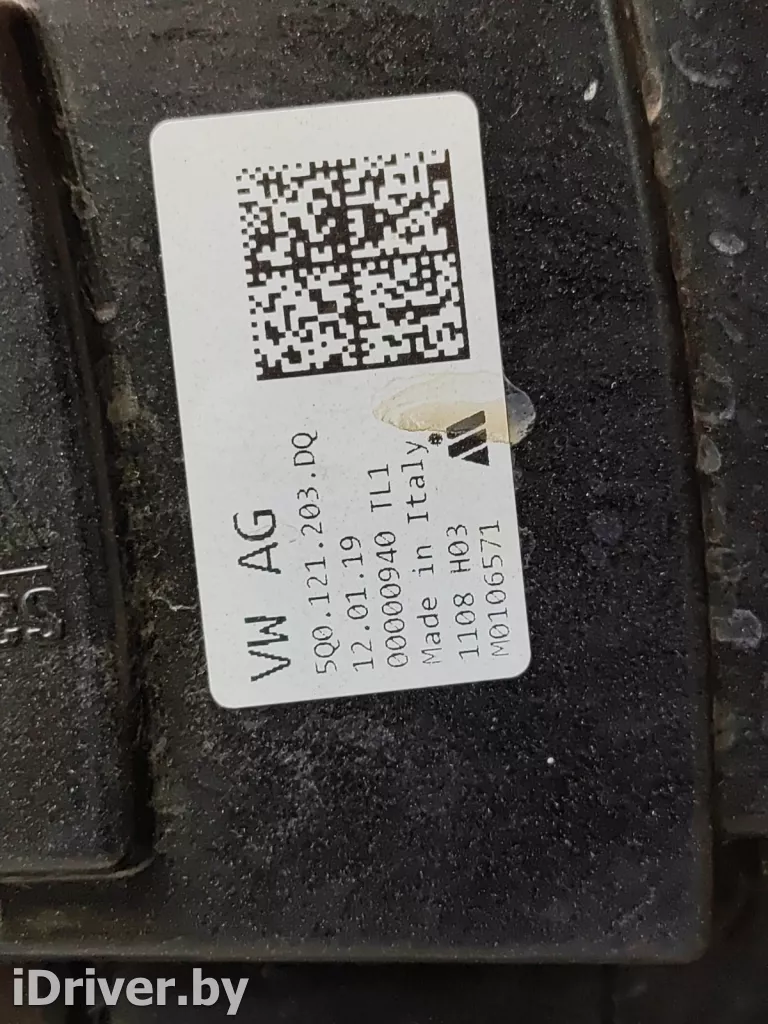 VW AG
5Q0.121.203.DQ
12.01.19
00000940 TL1
Made in Italy
1108 H03
M0106571
iDriver.by